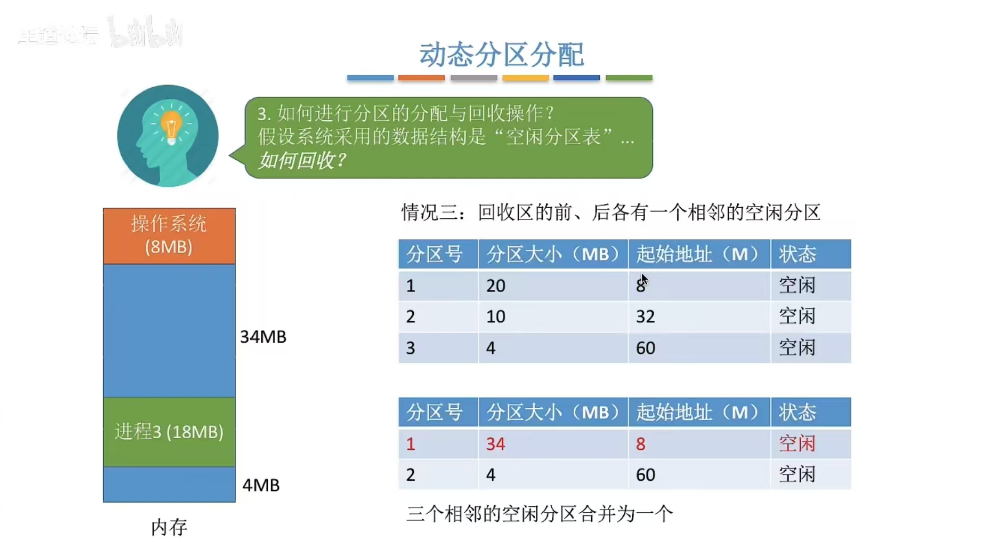 bilibili
动态分区分配
3. 如何进行分区的分配与回收操作？
假设系统采用的数据结构是“空闲分区表”...
如何回收？
操作系统
(8MB)
34MB
进程3 (18MB)
4MB
内存
情况三：回收区的前、后各有一个相邻的空闲分区
分区号 分区大小（MB） 起始地址（M） 状态
1 20 8 空闲
2 10 32 空闲
3 4 60 空闲
分区号 分区大小（MB） 起始地址（M） 状态
1 34 8 空闲
2 4 60 空闲
三个相邻的空闲分区合并为一个